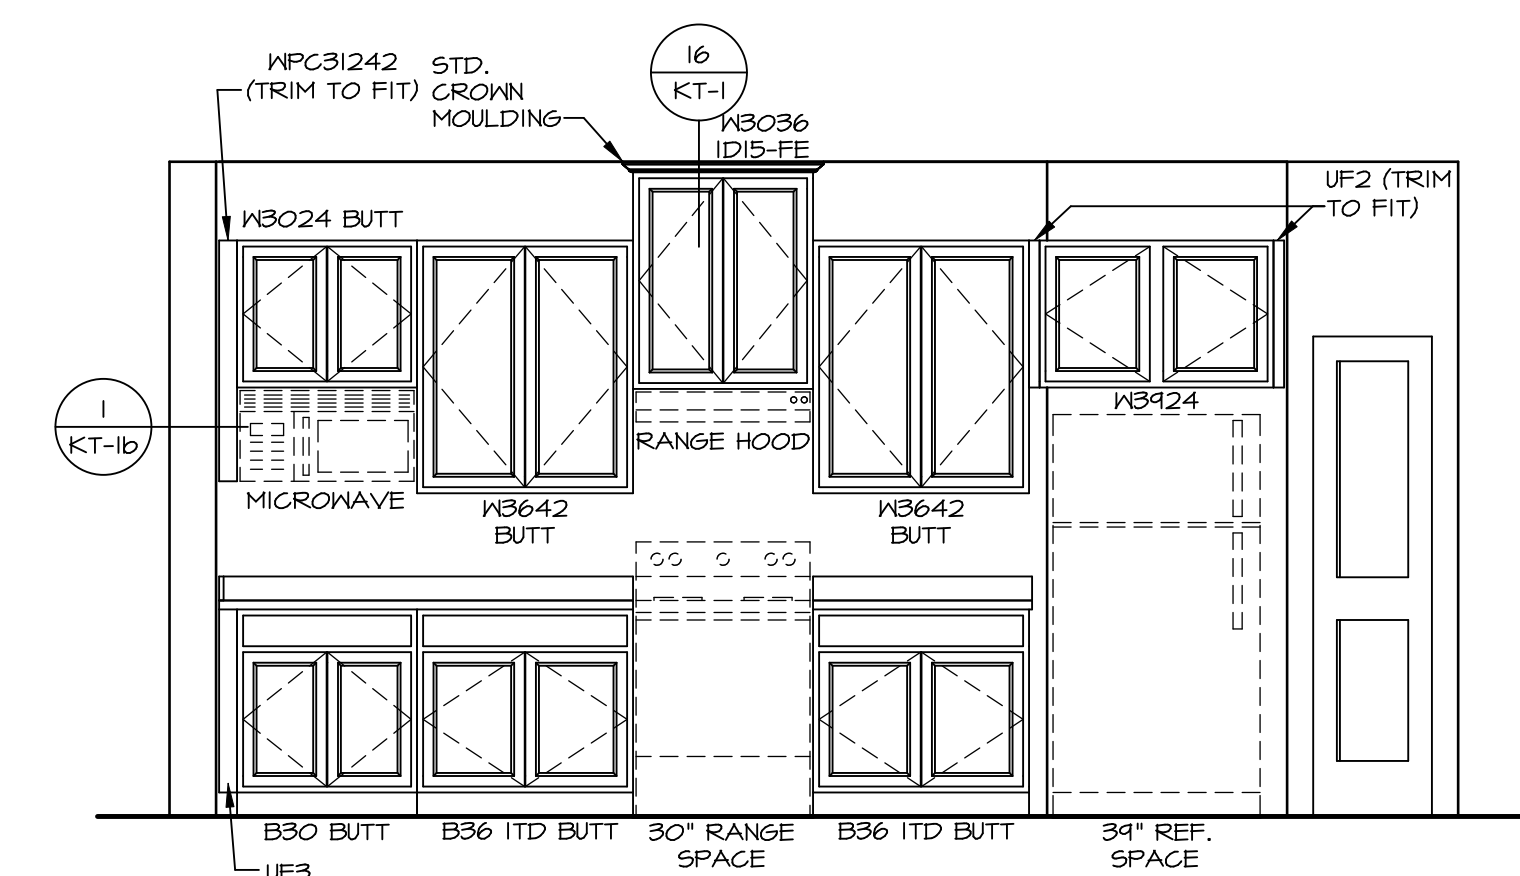 WPC31242
(TRIM TO FIT)
STD.
CROWN
MOULDING
16
KT-1
W3036
1D15-FE
UF2 (TRIM
TO FIT)
W3024 BUTT
W3924
1
KT-1b
RANGE HOOD
MICROWAVE
W3642
BUTT
W3642
BUTT
B30 BUTT
B36 1TD BUTT
30" RANGE
SPACE
B36 1TD BUTT
39" REF.
SPACE
UF3